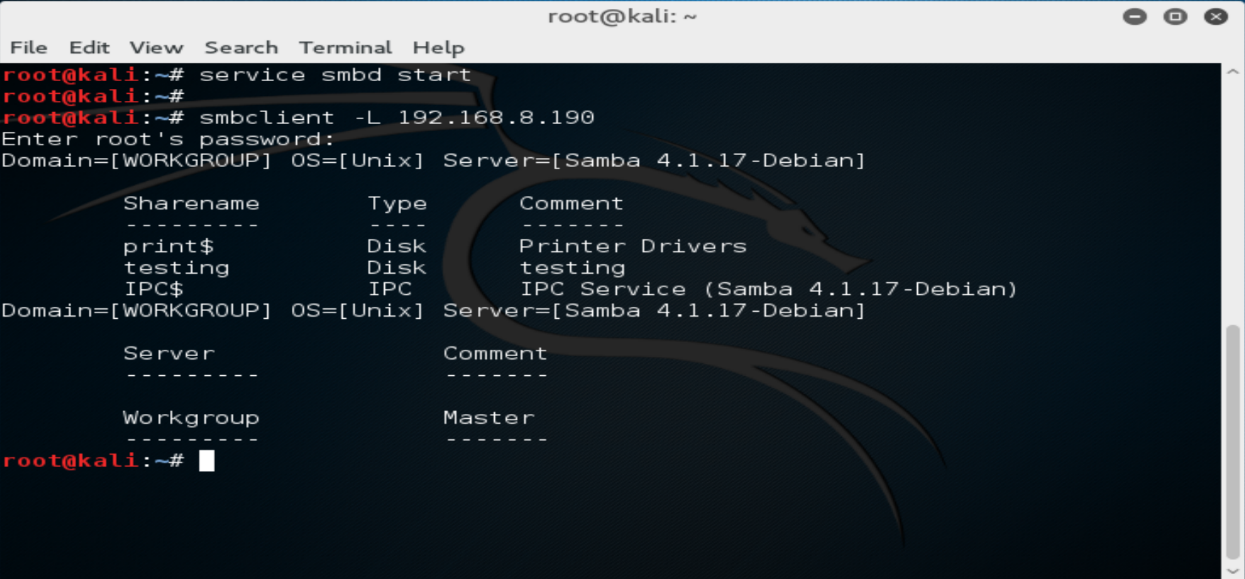 root@kali: ~
File Edit View Search Terminal Help
root@kali:~# service smbd start
root@kali:~#
root@kali:~# smbclient -L 192.168.8.190
Enter root's password:
Domain=[WORKGROUP] OS=[Unix] Server=[Samba 4.1.17-Debian]
Sharename Type Comment
--------- ---- -------
print$ Disk Printer Drivers
testing Disk testing
IPC$ IPC IPC Service (Samba 4.1.17-Debian)
Domain=[WORKGROUP] OS=[Unix] Server=[Samba 4.1.17-Debian]
Server Comment
--------- -------
Workgroup Master
--------- -------
root@kali:~#